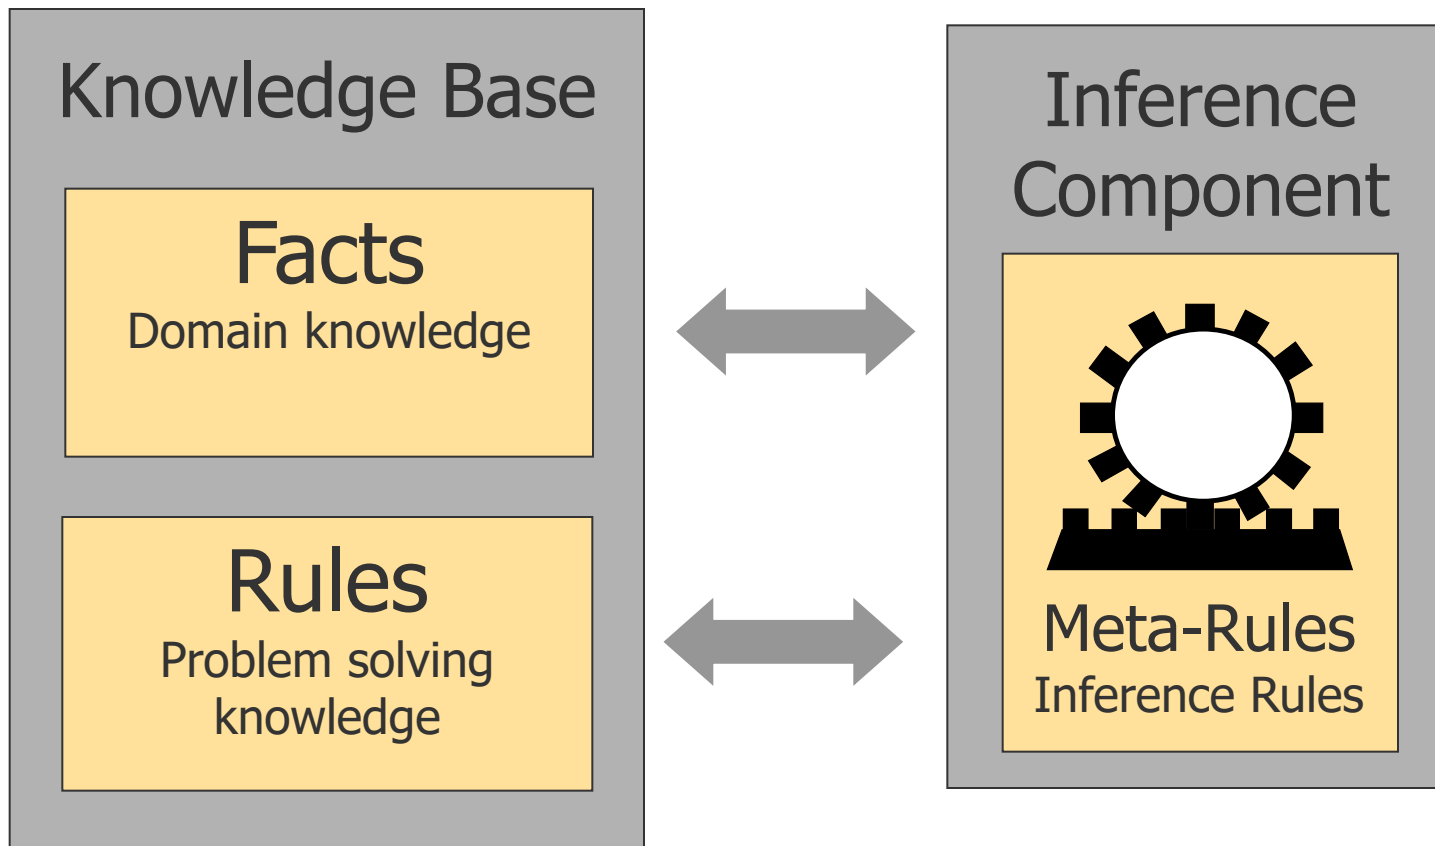 Knowledge Base
Facts
Domain knowledge
Rules
Problem solving
knowledge
Inference
Component
Meta-Rules
Inference Rules